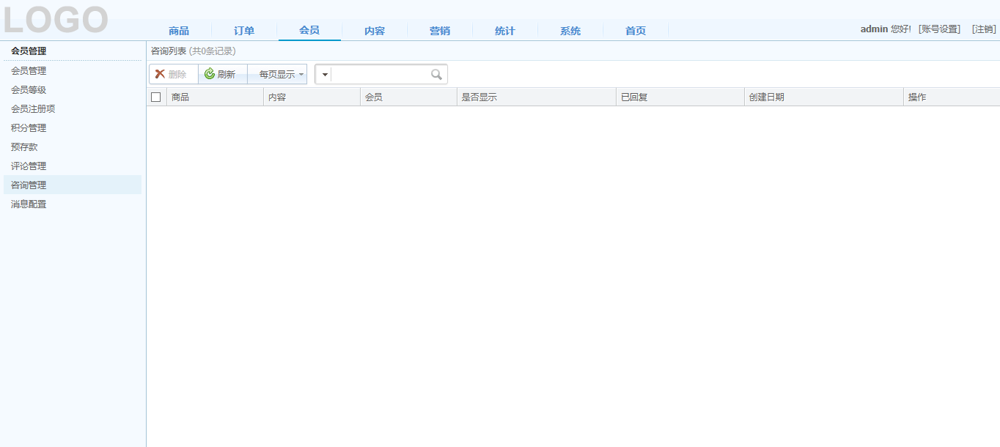 LOGO
商品 订单 会员 内容 营销 统计 系统 首页
admin 您好! [账号设置] [注销]
会员管理
会员管理
会员等级
会员注册项
积分管理
预存款
评论管理
咨询管理
消息配置
咨询列表 (共0条记录)
删除 刷新 每页显示
商品 内容 会员 是否显示 已回复 创建日期 操作